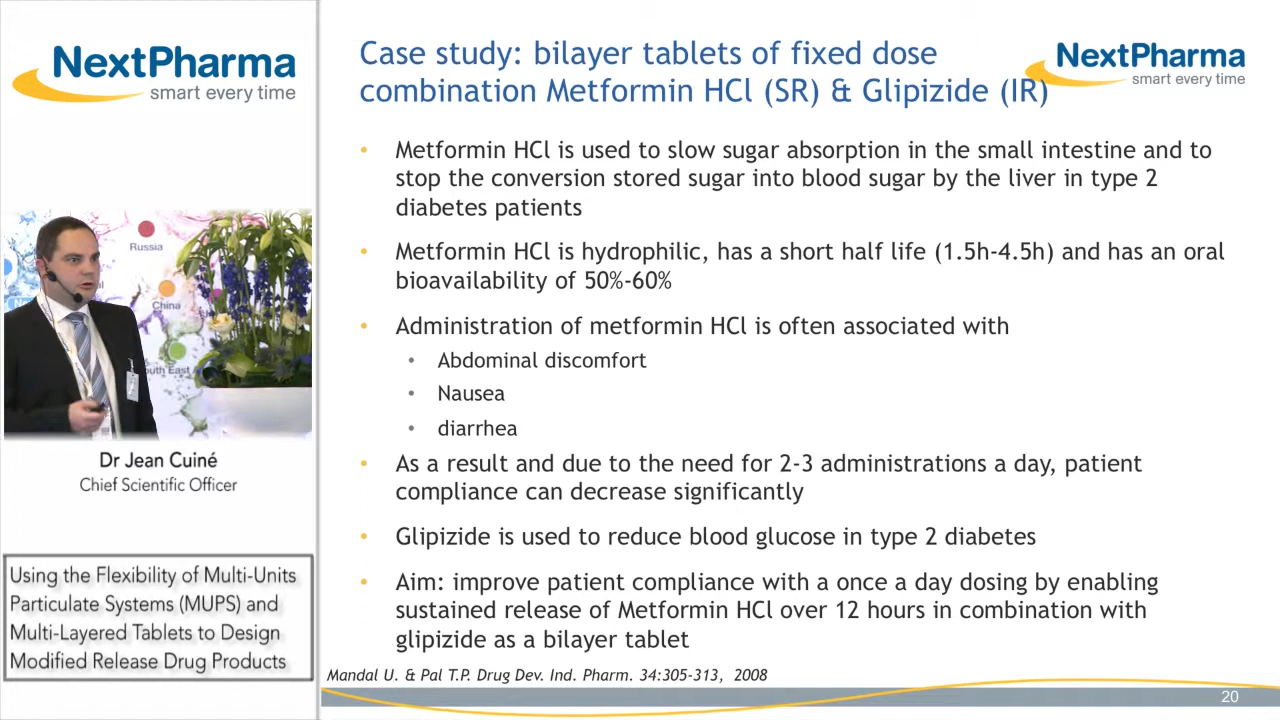 NextPharma
smart every time
Russia
China
South East
Dr Jean Cuiné
Chief Scientific Officer
Using the Flexibility of Multi-Units
Particulate Systems (MUPS) and
Multi-Layered Tablets to Design
Modified Release Drug Products
Case study: bilayer tablets of fixed dose
combination Metformin HCl (SR) & Glipizide (IR)
NextPharma
smart every time
• Metformin HCl is used to slow sugar absorption in the small intestine and to
stop the conversion stored sugar into blood sugar by the liver in type 2
diabetes patients
• Metformin HCl is hydrophilic, has a short half life (1.5h-4.5h) and has an oral
bioavailability of 50%-60%
• Administration of metformin HCl is often associated with
• Abdominal discomfort
• Nausea
• diarrhea
• As a result and due to the need for 2-3 administrations a day, patient
compliance can decrease significantly
• Glipizide is used to reduce blood glucose in type 2 diabetes
• Aim: improve patient compliance with a once a day dosing by enabling
sustained release of Metformin HCl over 12 hours in combination with
glipizide as a bilayer tablet
Mandal U. & Pal T.P. Drug Dev. Ind. Pharm. 34:305-313, 2008
20